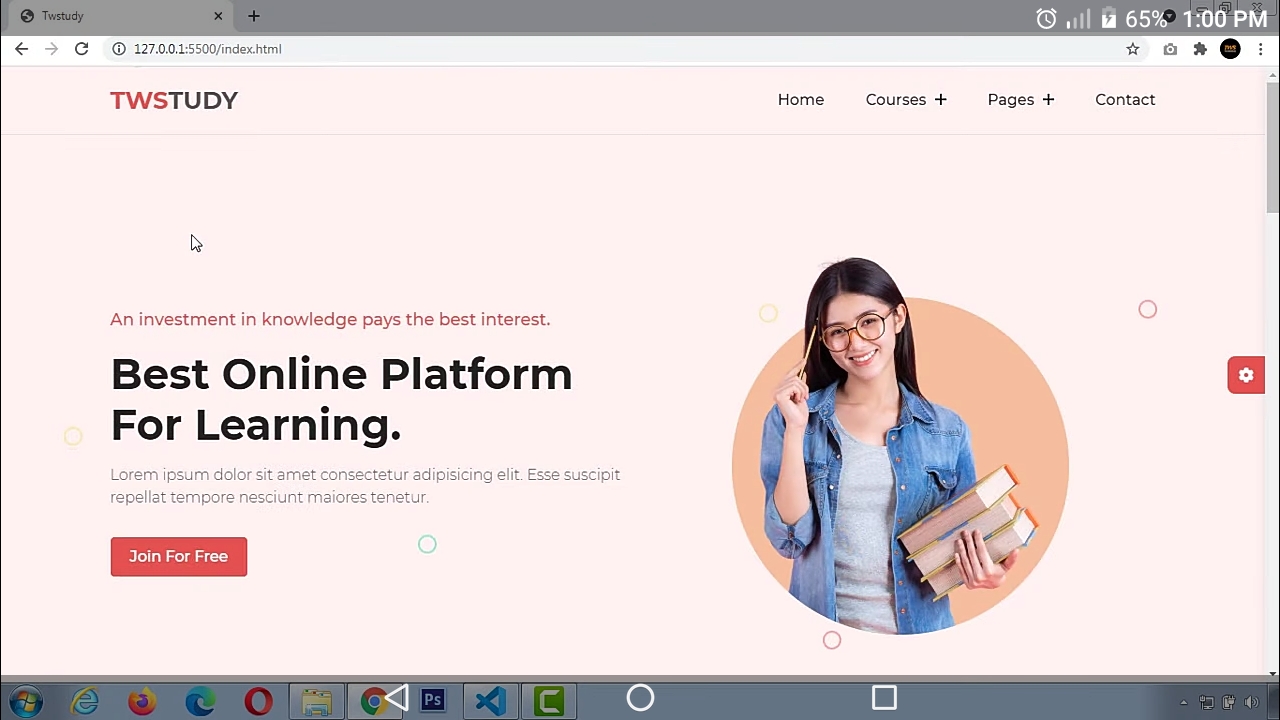 Twstudy
65%
1:00 PM
127.0.0.1:5500/index.html
TWSTUDY
Home
Courses +
Pages +
Contact
An investment in knowledge pays the best interest.
Best Online Platform
For Learning.
Lorem ipsum dolor sit amet consectetur adipisicing elit. Esse suscipit
repellat tempore nesciunt maiores tenetur.
Join For Free
Ps